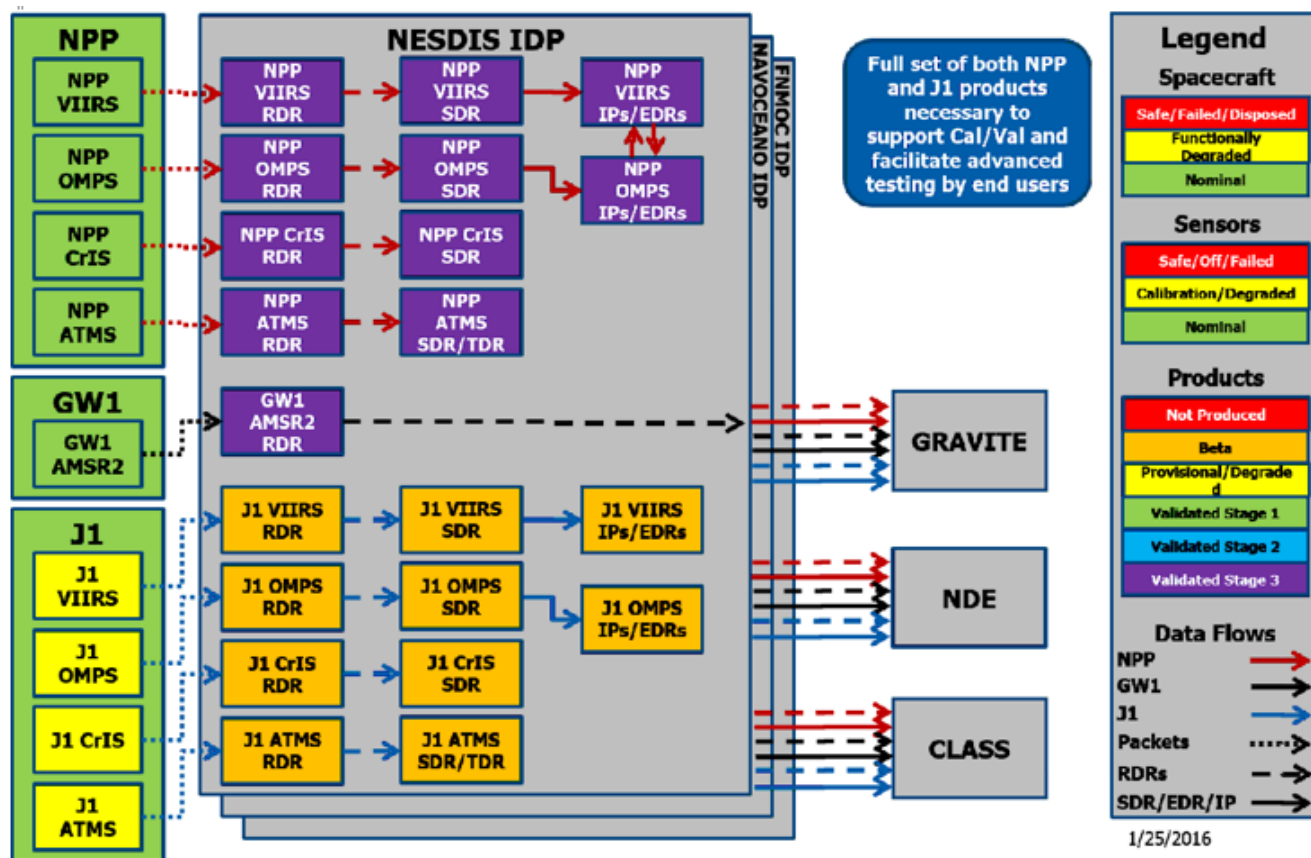 NPP
NPP
VIIRS
NPP
OMPS
NPP
CrIS
NPP
ATMS
GW1
GW1
AMSR2
J1
J1
VIIRS
J1
OMPS
J1 CrIS
J1
ATMS
NESDIS IDP
NPP
VIIRS
RDR
NPP
VIIRS
SDR
NPP
VIIRS
IPs/EDRs
NPP
OMPS
RDR
NPP
OMPS
SDR
NPP
OMPS
IPs/EDRs
NPP CrIS
RDR
NPP CrIS
SDR
NPP
ATMS
RDR
NPP
ATMS
SDR/TDR
GW1
AMSR2
RDR
J1 VIIRS
RDR
J1 VIIRS
SDR
J1 VIIRS
IPs/EDRs
J1 OMPS
RDR
J1 OMPS
SDR
J1 OMPS
IPs/EDRs
J1 CrIS
RDR
J1 CrIS
SDR
J1 ATMS
RDR
J1 ATMS
SDR/TDR
NAVOCEANO IDP
FNMOC IDP
Full set of both NPP
and J1 products
necessary to
support Cal/Val and
facilitate advanced
testing by end users
GRAVITE
NDE
CLASS
Legend
Spacecraft
Safe/Failed/Disposed
Functionally
Degraded
Nominal
Sensors
Safe/Off/Failed
Calibration/Degraded
Nominal
Products
Not Produced
Beta
Provisional/Degrade
d
Validated Stage 1
Validated Stage 2
Validated Stage 3
Data Flows
NPP
GW1
J1
Packets
RDRs
SDR/EDR/IP
1/25/2016